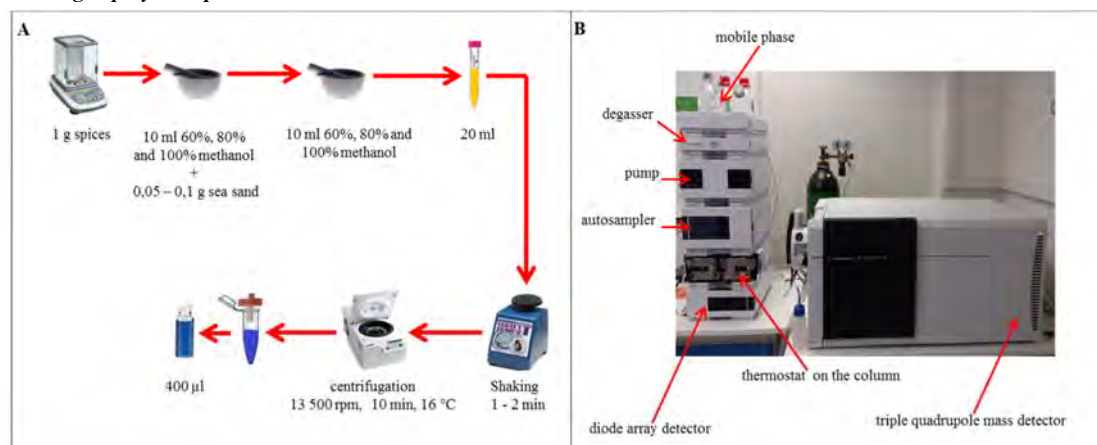 A
1 g spices
10 ml 60%, 80%
and 100% methanol
+
0,05 – 0,1 g sea sand
10 ml 60%, 80% and
100% methanol
20 ml
400 µl
centrifugation
13 500 rpm, 10 min, 16 °C
Shaking
1 - 2 min
B
mobile phase
degasser
pump
autosampler
thermostat on the column
diode array detector
triple quadrupole mass detector